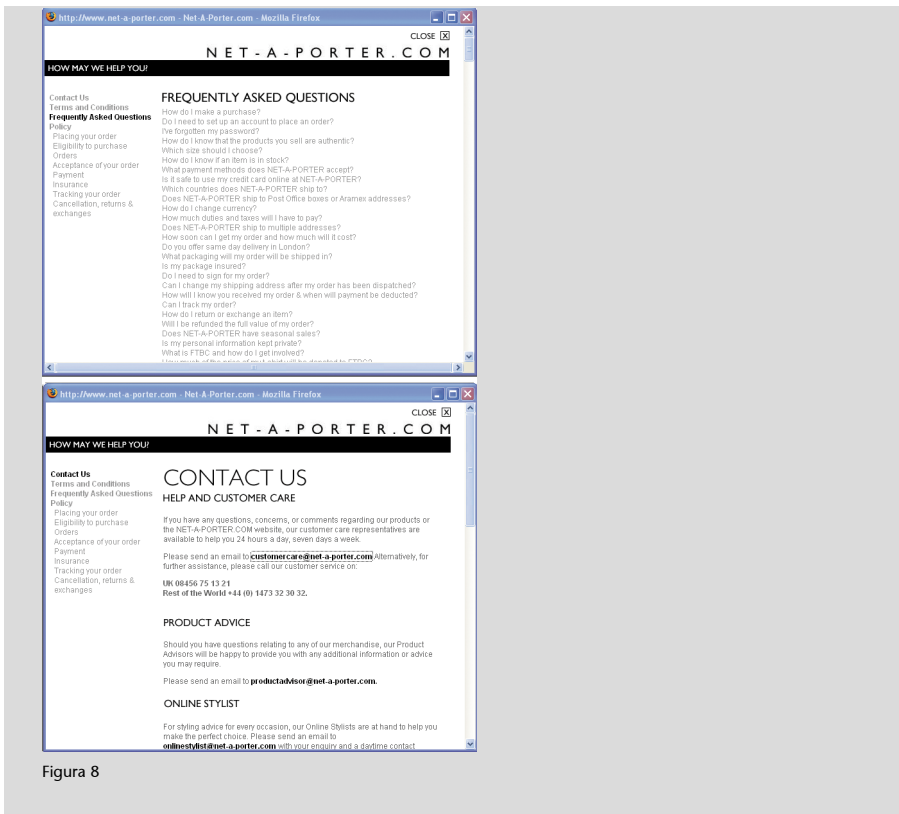 http://www.net-a-porter.com - Net-A-Porter.com - Mozilla Firefox
CLOSE X
NET-A-PORTER.COM
HOW MAY WE HELP YOU?
Contact Us
Terms and Conditions
Frequently Asked Questions
Policy
Placing your order
Eligibility to purchase
Orders
Acceptance of your order
Payment
Insurance
Tracking your order
Cancellation, returns &
exchanges
FREQUENTLY ASKED QUESTIONS
How do I make a purchase?
Do I need to set up an account to place an order?
I've forgotten my password?
How do I know that the products you sell are authentic?
Which size should I choose?
How do I know if an item is in stock?
What payment methods does NET-A-PORTER accept?
Is it safe to use my credit card online at NET-A-PORTER?
Which countries does NET-A-PORTER ship to?
Does NET-A-PORTER ship to Post Office boxes or Aramex addresses?
How do I change currency?
How much duties and taxes will I have to pay?
Does NET-A-PORTER ship to multiple addresses?
How soon can I get my order and how much will it cost?
Do you offer same day delivery in London?
What packaging will my order will be shipped in?
Is my package insured?
Do I need to sign for my order?
Can I change my shipping address after my order has been dispatched?
How will I know you received my order & when will payment be deducted?
Can I track my order?
How do I return or exchange an item?
Will I be refunded the full value of my order?
Does NET-A-PORTER have seasonal sales?
Is my personal information kept private?
What is FTBC and how do I get involved?
http://www.net-a-porter.com - Net-A-Porter.com - Mozilla Firefox
CLOSE X
NET-A-PORTER.COM
HOW MAY WE HELP YOU?
Contact Us
Terms and Conditions
Frequently Asked Questions
Policy
Placing your order
Eligibility to purchase
Orders
Acceptance of your order
Payment
Insurance
Tracking your order
Cancellation, returns &
exchanges
CONTACT US
HELP AND CUSTOMER CARE
If you have any questions, concerns, or comments regarding our products or
the NET-A-PORTER.COM website, our customer care representatives are
available to help you 24 hours a day, seven days a week.
Please send an email to customercare@net-a-porter.com Alternatively, for
further assistance, please call our customer service on:
UK 08456 75 13 21
Rest of the World +44 (0) 1473 32 30 32.
PRODUCT ADVICE
Should you have questions relating to any of our merchandise, our Product
Advisors will be happy to provide you with any additional information or advice
you may require.
Please send an email to productadvisor@net-a-porter.com.
ONLINE STYLIST
For styling advice for every occasion, our Online Stylists are at hand to help you
make the perfect choice. Please send an email to
onlinestylist@net-a-porter.com with your enquiry and a daytime contact
Figura 8